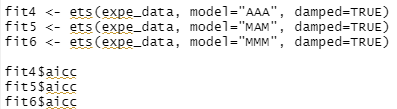 fit4 <- ets(expe_data, model="AAA", damped=TRUE)
fit5 <- ets(expe_data, model="MAM", damped=TRUE)
fit6 <- ets(expe_data, model="MMM", damped=TRUE)
fit4$aicc
fit5$aicc
fit6$aicc